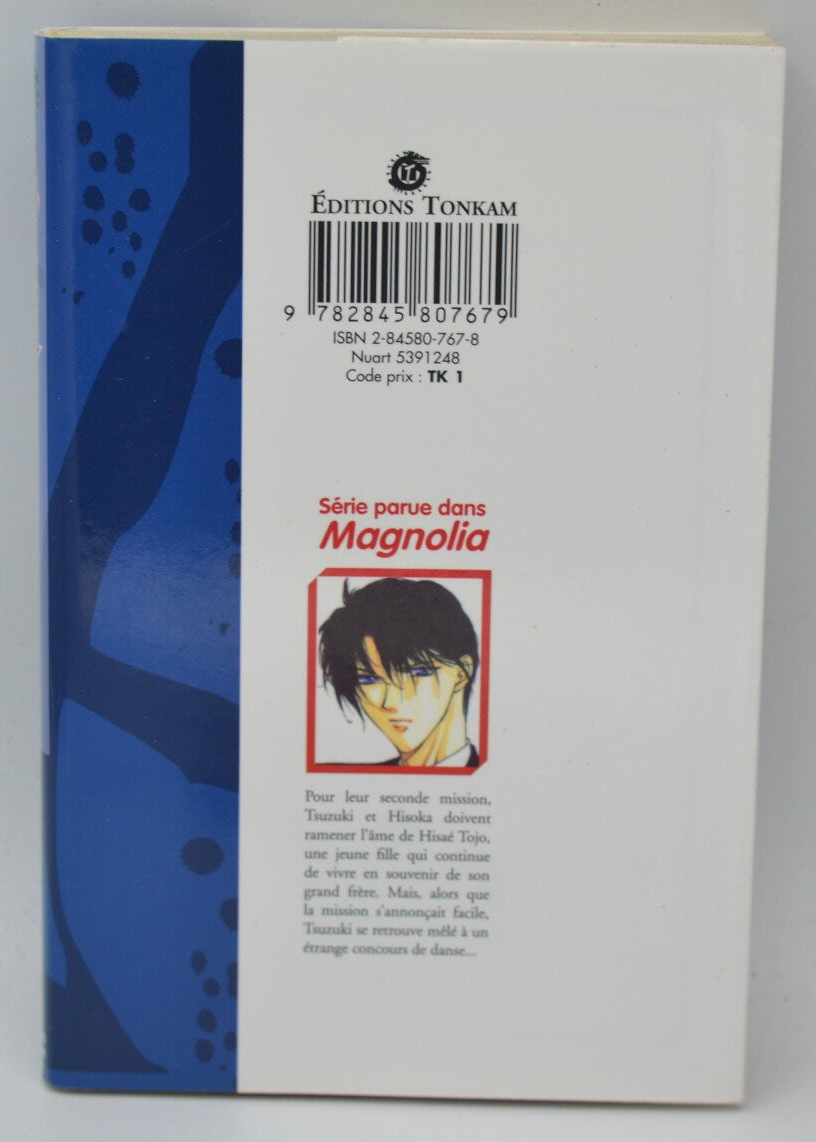 ÉDITIONS TONKAM
9 782845 807679
ISBN 2-84580-767-8
Nuart 5391248
Code prix : TK 1
Série parue dans
Magnolia
Pour leur seconde mission,
Tsuzuki et Hisoka doivent
ramener l'âme de Hisaé Tojo,
une jeune fille qui continue
de vivre en souvenir de son
grand frère. Mais, alors que
la mission s'annonçait facile,
Tsuzuki se retrouve mêlé à un
étrange concours de danse...